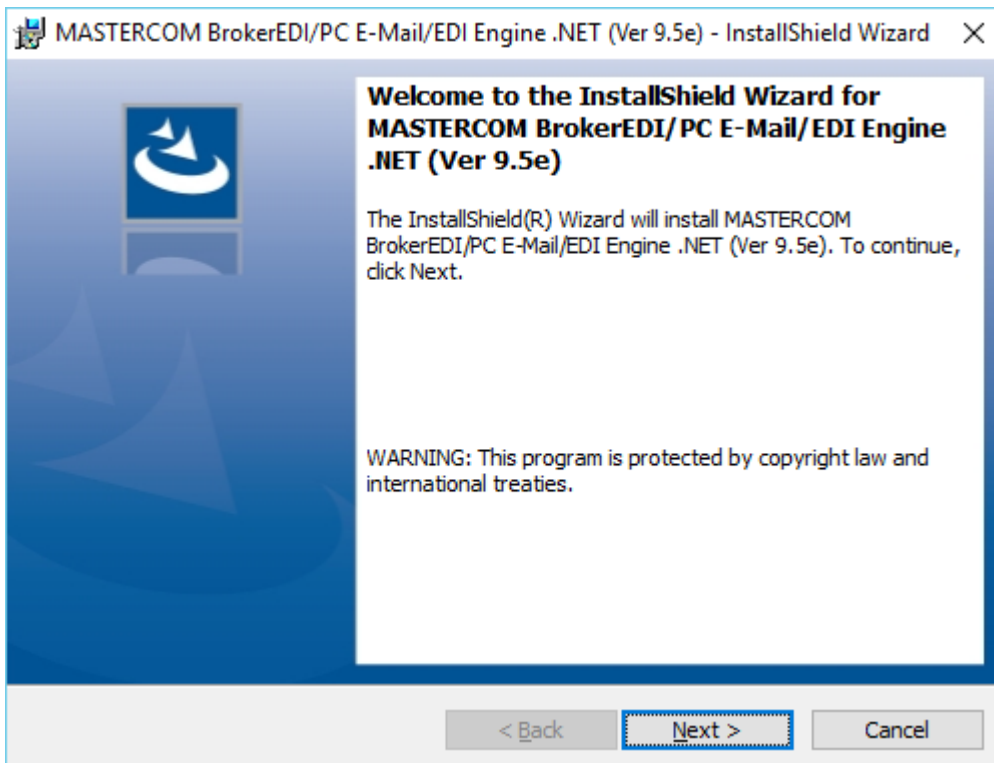 MASTERCOM BrokerEDI/PC E-Mail/EDI Engine .NET (Ver 9.5e) - InstallShield Wizard
Welcome to the InstallShield Wizard for
MASTERCOM BrokerEDI/PC E-Mail/EDI Engine
.NET (Ver 9.5e)
The InstallShield(R) Wizard will install MASTERCOM
BrokerEDI/PC E-Mail/EDI Engine .NET (Ver 9.5e). To continue,
click Next.
WARNING: This program is protected by copyright law and
international treaties.
< Back
Next >
Cancel